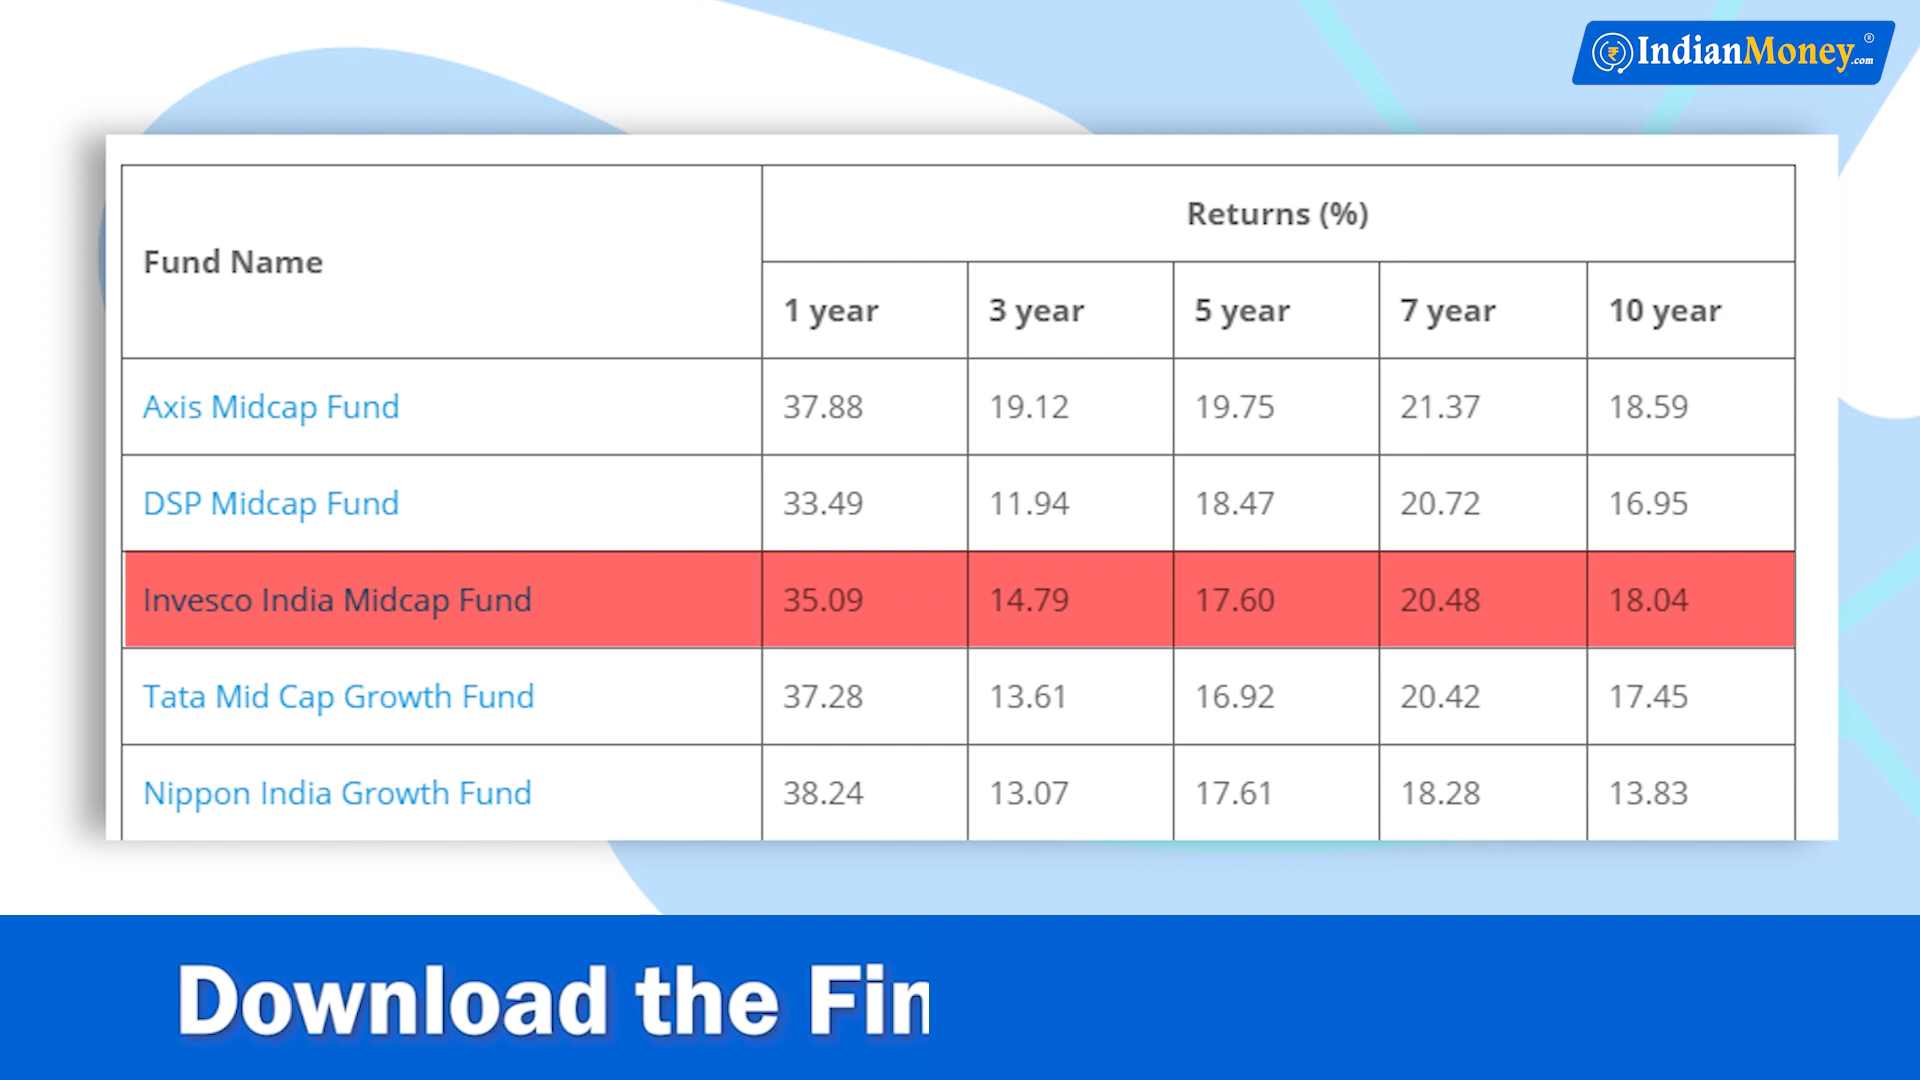 IndianMoney.com®
Fund Name Returns (%)
1 year 3 year 5 year 7 year 10 year
Axis Midcap Fund 37.88 19.12 19.75 21.37 18.59
DSP Midcap Fund 33.49 11.94 18.47 20.72 16.95
Invesco India Midcap Fund 35.09 14.79 17.60 20.48 18.04
Tata Mid Cap Growth Fund 37.28 13.61 16.92 20.42 17.45
Nippon India Growth Fund 38.24 13.07 17.61 18.28 13.83
Download the Fin